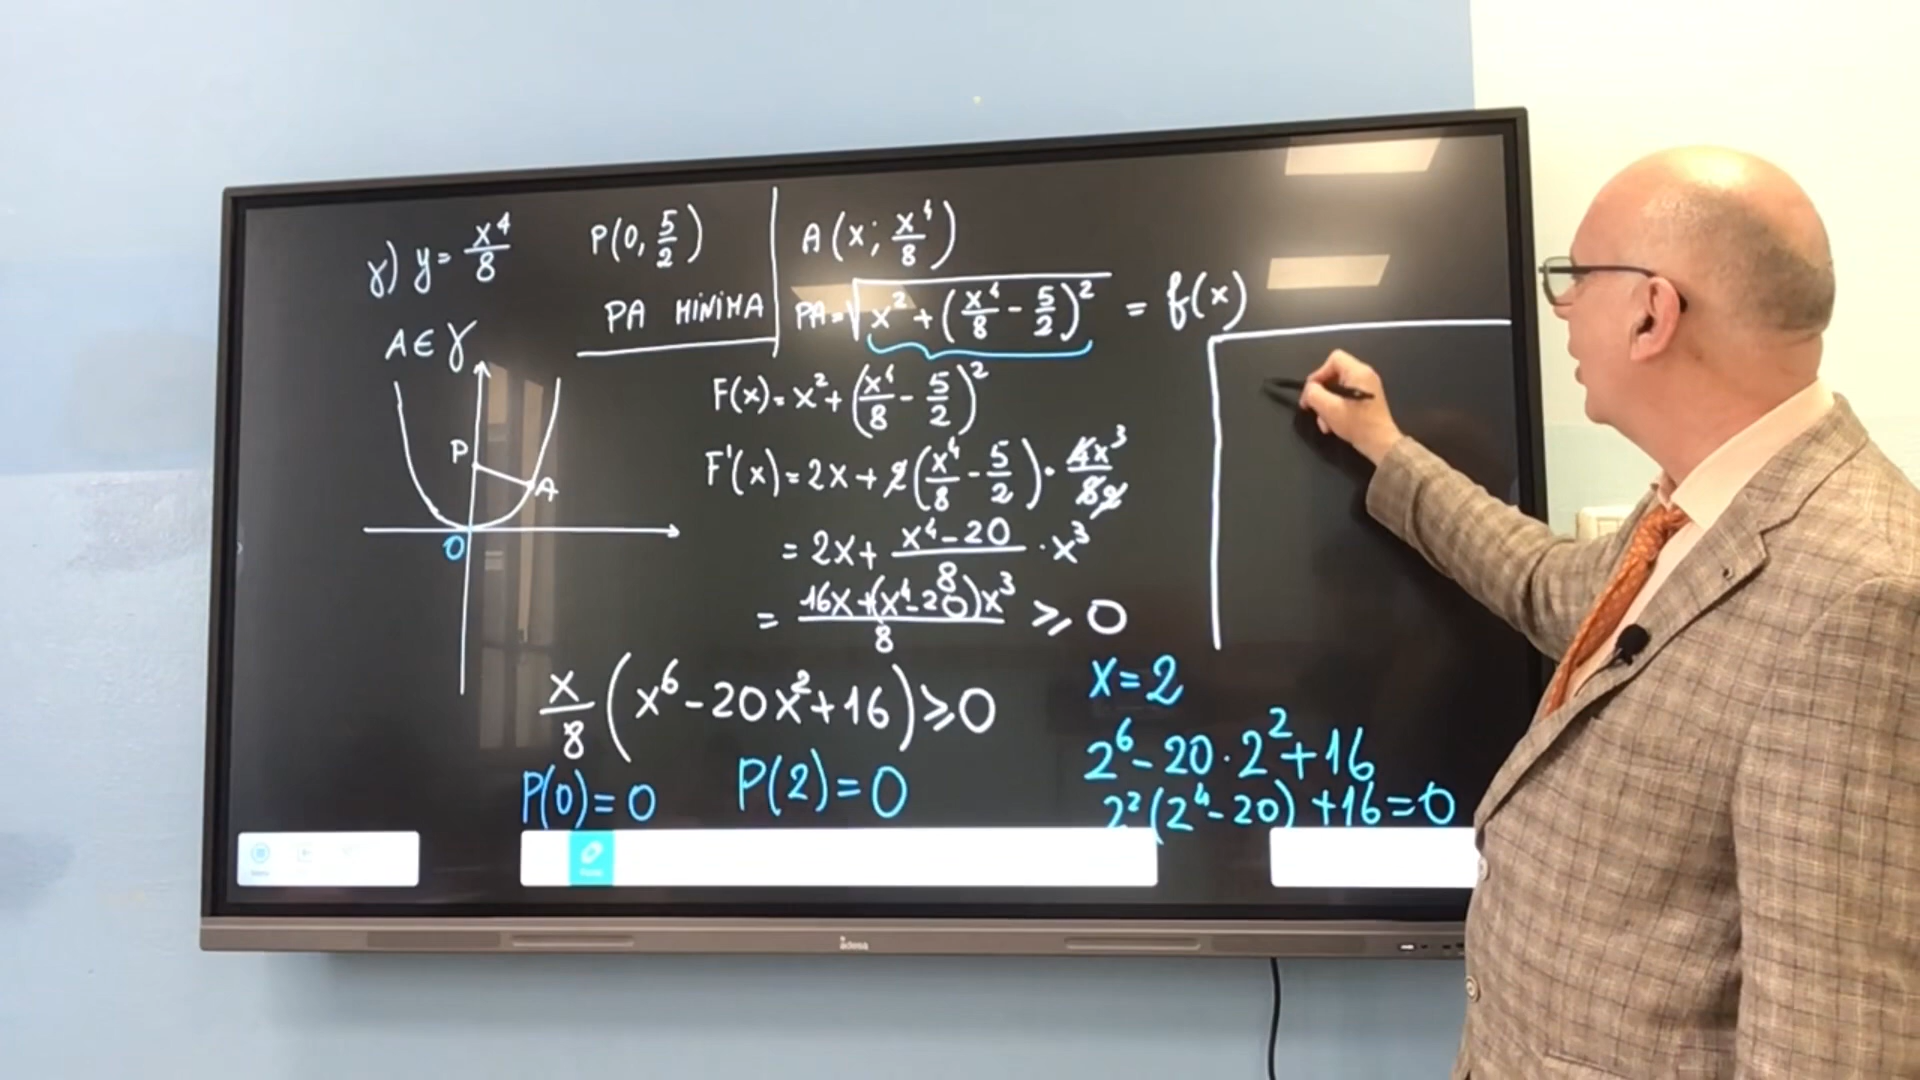 γ) y = x⁴/8
P(0, 5/2)
PA MINIMA
A ∈ γ
P
A
O
A(x; x⁴/8)
PA = √(x² + (x⁴/8 - 5/2)²) = f(x)
F(x) = x² + (x⁴/8 - 5/2)²
F'(x) = 2x + 2(x⁴/8 - 5/2) · 4x³/8 2
= 2x + (x⁴ - 20)/8 · x³
= (16x + (x⁴ - 20)x³)/8 ⩾ 0
x/8 (x⁶ - 20x² + 16) ⩾ 0
P(0) = 0 P(2) = 0
x = 2
2⁶ - 20 · 2² + 16
2²(2⁴ - 20) + 16 = 0